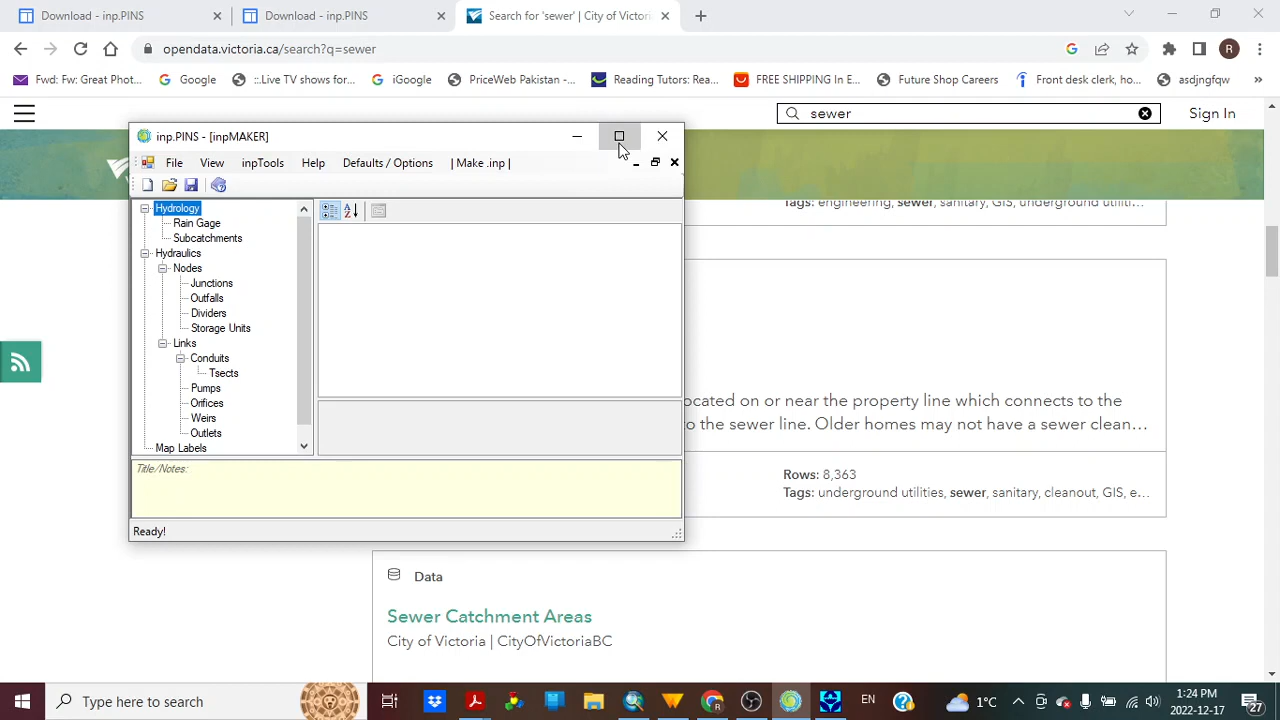 Download - inp.PINS
Download - inp.PINS
Search for 'sewer' | City of Victori
opendata.victoria.ca/search?q=sewer
Fwd: Fw: Great Phot...
Google
::.Live TV shows for...
iGoogle
PriceWeb Pakistan -...
Reading Tutors: Rea...
FREE SHIPPING In E...
Future Shop Careers
Front desk clerk, ho...
asdjngfqw
»
sewer
Sign In
inp.PINS - [inpMAKER]
File View inpTools Help Defaults / Options | Make .inp |
Hydrology
Rain Gage
Subcatchments
Hydraulics
Nodes
Junctions
Outfalls
Dividers
Storage Units
Links
Conduits
Tsects
Pumps
Orifices
Weirs
Outlets
Map Labels
Title/Notes:
Ready!
Tags: engineering, sewer, sanitary, GIS, underground utiliti...
ocated on or near the property line which connects to the
o the sewer line. Older homes may not have a sewer clean...
Rows: 8,363
Tags: underground utilities, sewer, sanitary, cleanout, GIS, e...
Data
Sewer Catchment Areas
City of Victoria | CityOfVictoriaBC
Type here to search
EN
1°C
1:24 PM
2022-12-17
27